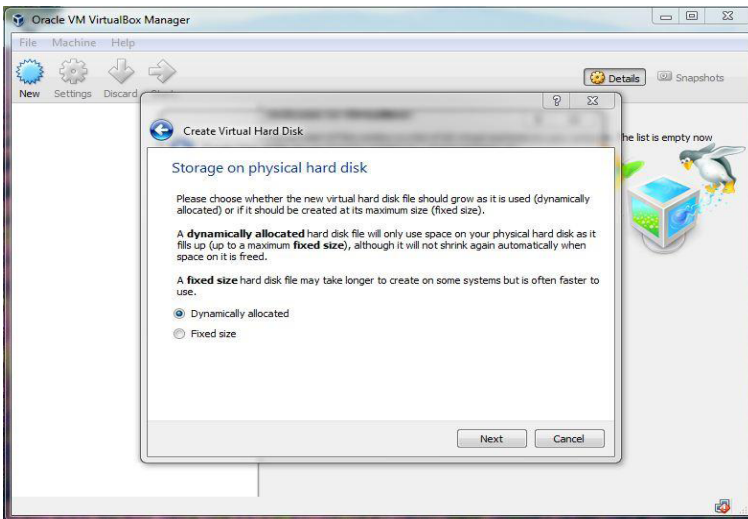 Oracle VM VirtualBox Manager
File Machine Help
New Settings Discard
Details Snapshots
Create Virtual Hard Disk
he list is empty now
Storage on physical hard disk
Please choose whether the new virtual hard disk file should grow as it is used (dynamically
allocated) or if it should be created at its maximum size (fixed size).
A dynamically allocated hard disk file will only use space on your physical hard disk as it
fills up (up to a maximum fixed size), although it will not shrink again automatically when
space on it is freed.
A fixed size hard disk file may take longer to create on some systems but is often faster to
use.
Dynamically allocated
Fixed size
Next Cancel